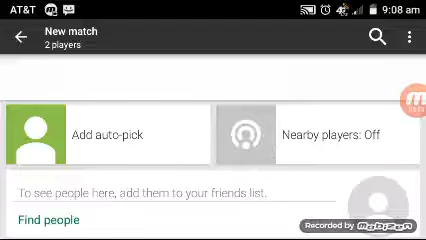 AT&T 9:08 am
New match
2 players
Add auto-pick
Nearby players: Off
To see people here, add them to your friends list.
Find people
Recorded by Mobizen